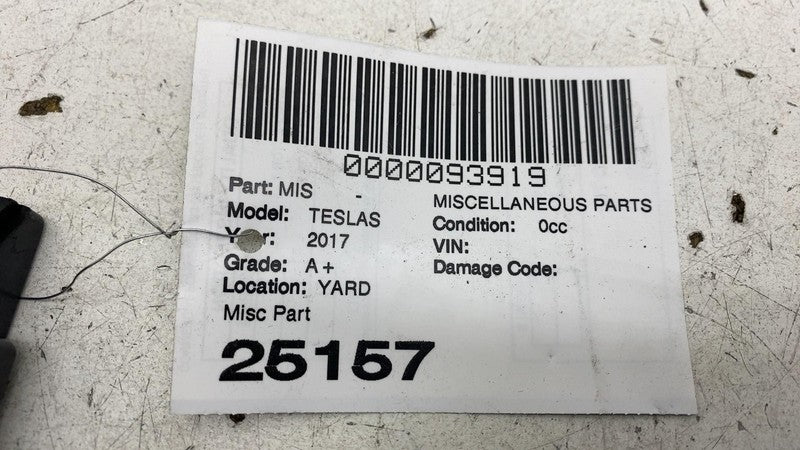 0000093919
Part: MIS - MISCELLANEOUS PARTS
Model: TESLAS Condition: 0cc
Year: 2017 VIN:
Grade: A+ Damage Code:
Location: YARD
Misc Part
25157